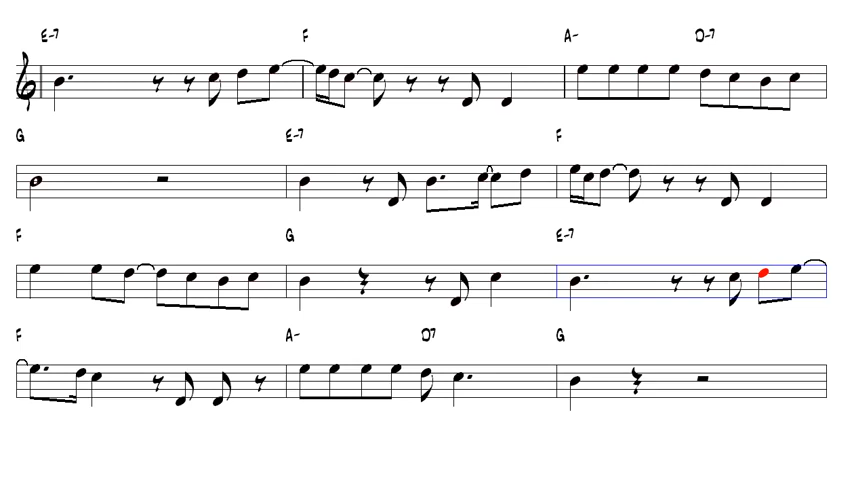 E-7 F A- D-7
G E-7 F
F G E-7
F A- D7 G